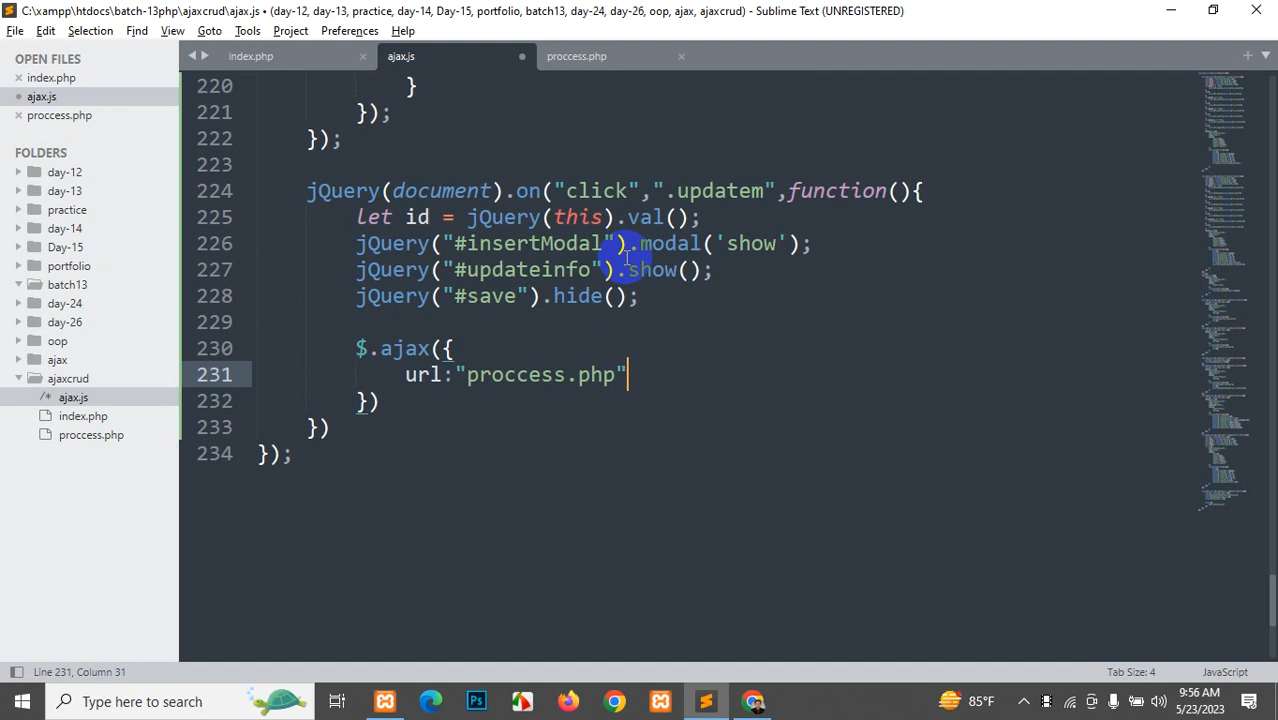 C:\xampp\htdocs\batch-13php\ajaxcrud\ajax.js • (day-12, day-13, practice, day-14, Day-15, portfolio, batch13, day-24, day-26, oop, ajax, ajaxcrud) - Sublime Text (UNREGISTERED)
File Edit Selection Find View Goto Tools Project Preferences Help
OPEN FILES
index.php
ajax.js
proccess.php
FOLDERS
day-12
day-13
practice
day-14
Day-15
portfolio
batch13
day-24
day-26
oop
ajax
ajaxcrud
ajax.js
index.php
proccess.php
index.php ajax.js proccess.php
220 }
221 });
222 });
223
224 jQuery(document).on("click",".updatem",function(){
225 let id = jQuery(this).val();
226 jQuery("#insertModal").modal('show');
227 jQuery("#updateinfo").show();
228 jQuery("#save").hide();
229
230 $.ajax({
231 url:"proccess.php"
232 })
233 })
234 });
Line 231, Column 31 Tab Size: 4 JavaScript
Type here to search 85°F 9:56 AM
5/23/2023